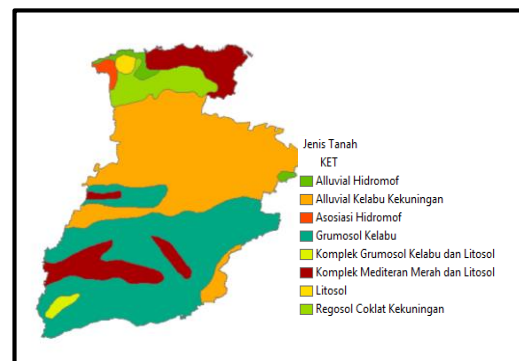 Jenis Tanah
KET
Alluvial Hidromof
Alluvial Kelabu Kekuningan
Asosiasi Hidromof
Grumosol Kelabu
Komplek Grumosol Kelabu dan Litosol
Komplek Mediteran Merah dan Litosol
Litosol
Regosol Coklat Kekuningan